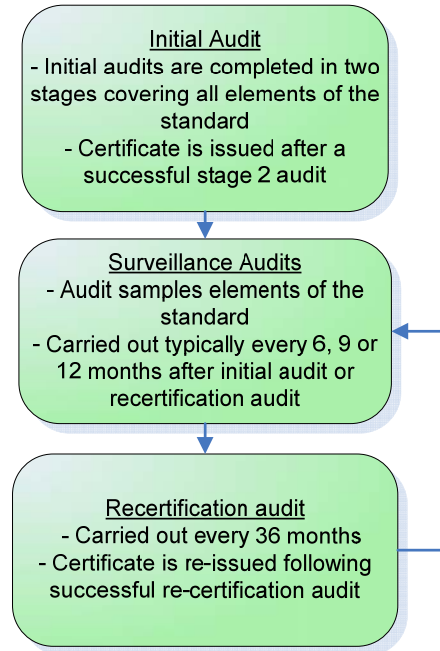 Initial Audit
- Initial audits are completed in two
stages covering all elements of the
standard
- Certificate is issued after a
successful stage 2 audit
Surveillance Audits
- Audit samples elements of the
standard
- Carried out typically every 6, 9 or
12 months after initial audit or
recertification audit
Recertification audit
- Carried out every 36 months
- Certificate is re-issued following
successful re-certification audit